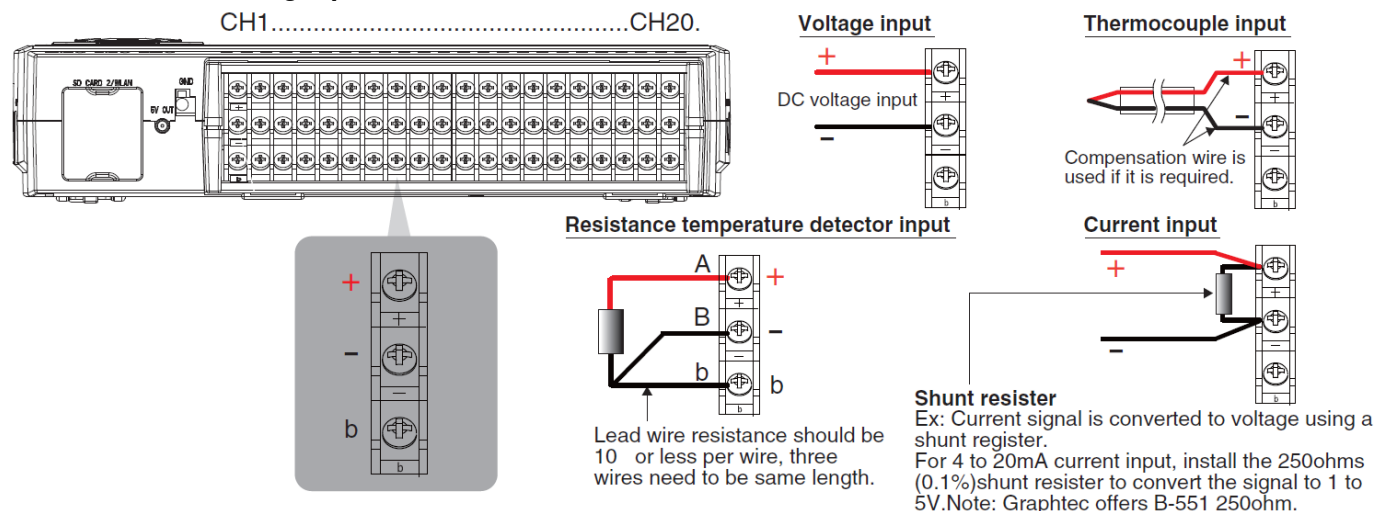 CH1...................................................CH20.
SD CARD 2/WLAN
GND
5V OUT
+
−
b
+
+
−
−
b
b
Voltage input
+
DC voltage input
−
+
−
b
Thermocouple input
+
−
Compensation wire is
used if it is required.
+
−
b
Resistance temperature detector input
A
+
+
B
−
−
b
b
b
Lead wire resistance should be
10 or less per wire, three
wires need to be same length.
Current input
+
−
+
−
b
Shunt resister
Ex: Current signal is converted to voltage using a
shunt register.
For 4 to 20mA current input, install the 250ohms
(0.1%)shunt resister to convert the signal to 1 to
5V.Note: Graphtec offers B-551 250ohm.